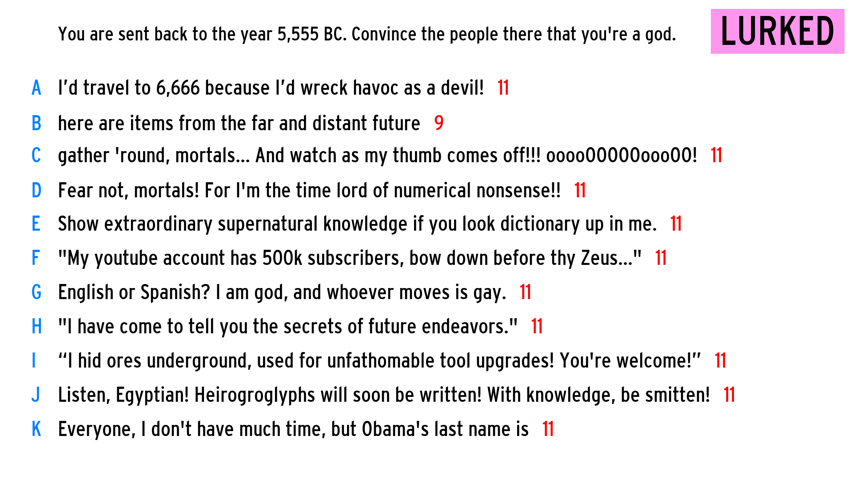 You are sent back to the year 5,555 BC. Convince the people there that you're a god.
LURKED
A I’d travel to 6,666 because I’d wreck havoc as a devil! 11
B here are items from the far and distant future 9
C gather 'round, mortals... And watch as my thumb comes off!!! oooo00000ooo00! 11
D Fear not, mortals! For I'm the time lord of numerical nonsense!! 11
E Show extraordinary supernatural knowledge if you look dictionary up in me. 11
F "My youtube account has 500k subscribers, bow down before thy Zeus..." 11
G English or Spanish? I am god, and whoever moves is gay. 11
H "I have come to tell you the secrets of future endeavors." 11
I “I hid ores underground, used for unfathomable tool upgrades! You're welcome!” 11
J Listen, Egyptian! Heirogroglyphs will soon be written! With knowledge, be smitten! 11
K Everyone, I don't have much time, but Obama's last name is 11